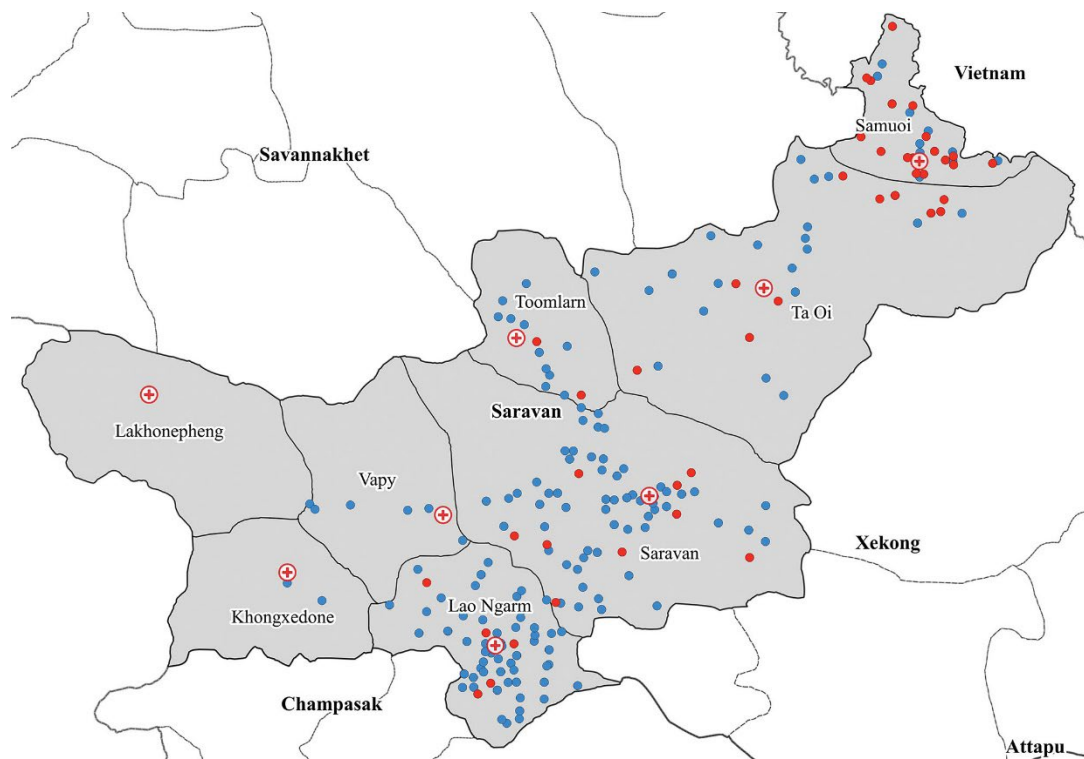 Vietnam
Samuoi
Savannakhet
Toomlarn
Ta Oi
Saravan
Lakhonepheng
Vapy
Saravan
Xekong
Khongxedone
Lao Ngarm
Champasak
Attapu